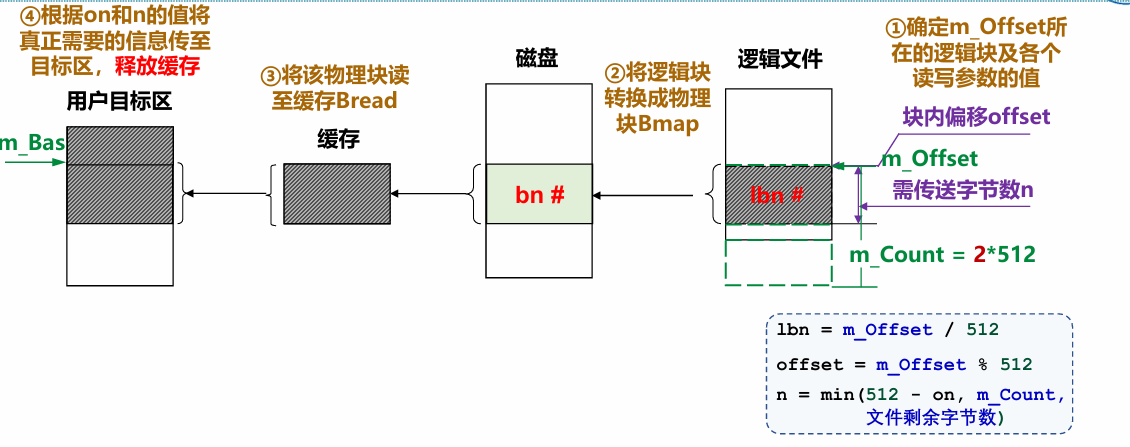 ④根据on和n的值将
真正需要的信息传至
目标区，释放缓存
用户目标区
m_Bas
③将该物理块读
至缓存Bread
缓存
磁盘
bn #
②将逻辑块
转换成物理
块Bmap
逻辑文件
lbn #
①确定m_Offset所
在的逻辑块及各个
读写参数的值
块内偏移offset
m_Offset
需传送字节数n
m_Count = 2*512
lbn = m_Offset / 512
offset = m_Offset % 512
n = min(512 - on, m_Count,
文件剩余字节数)